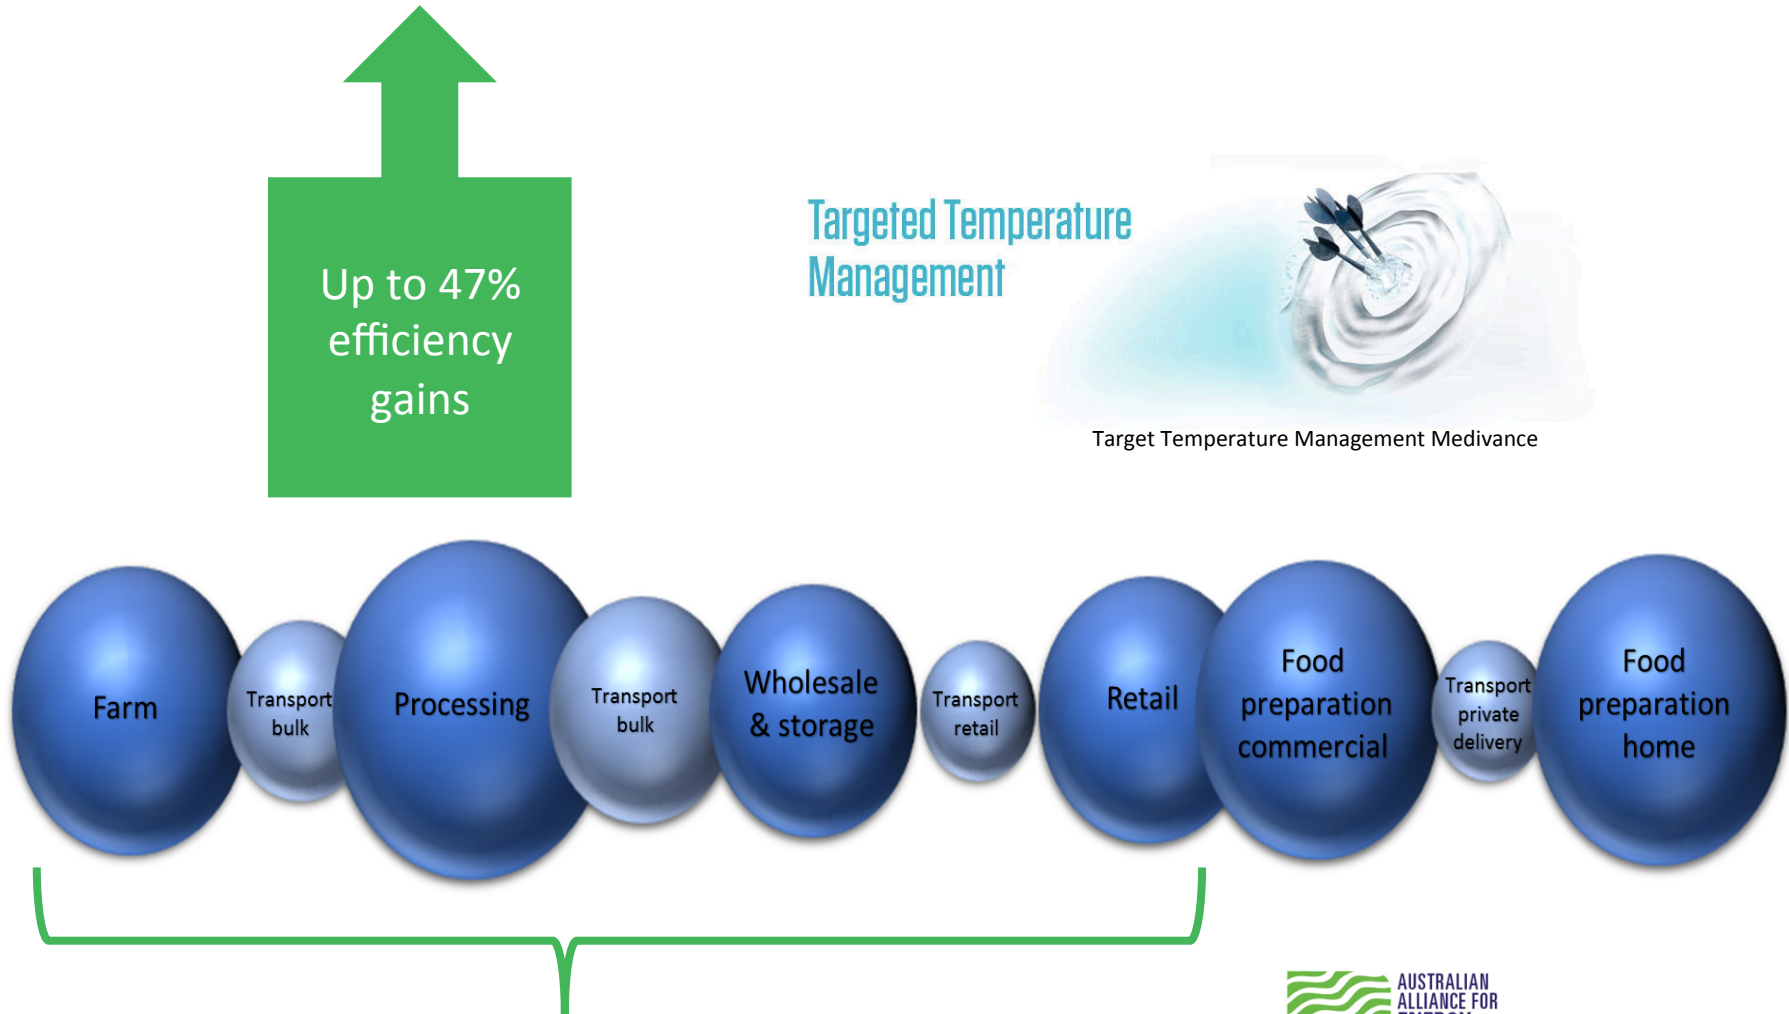 Up to 47%
efficiency
gains
Targeted Temperature
Management
Target Temperature Management Medivance
Farm
Transport
bulk
Processing
Transport
bulk
Wholesale
& storage
Transport
retail
Retail
Food
preparation
commercial
Transport
private
delivery
Food
preparation
home
AUSTRALIAN
ALLIANCE FOR
ENERGY